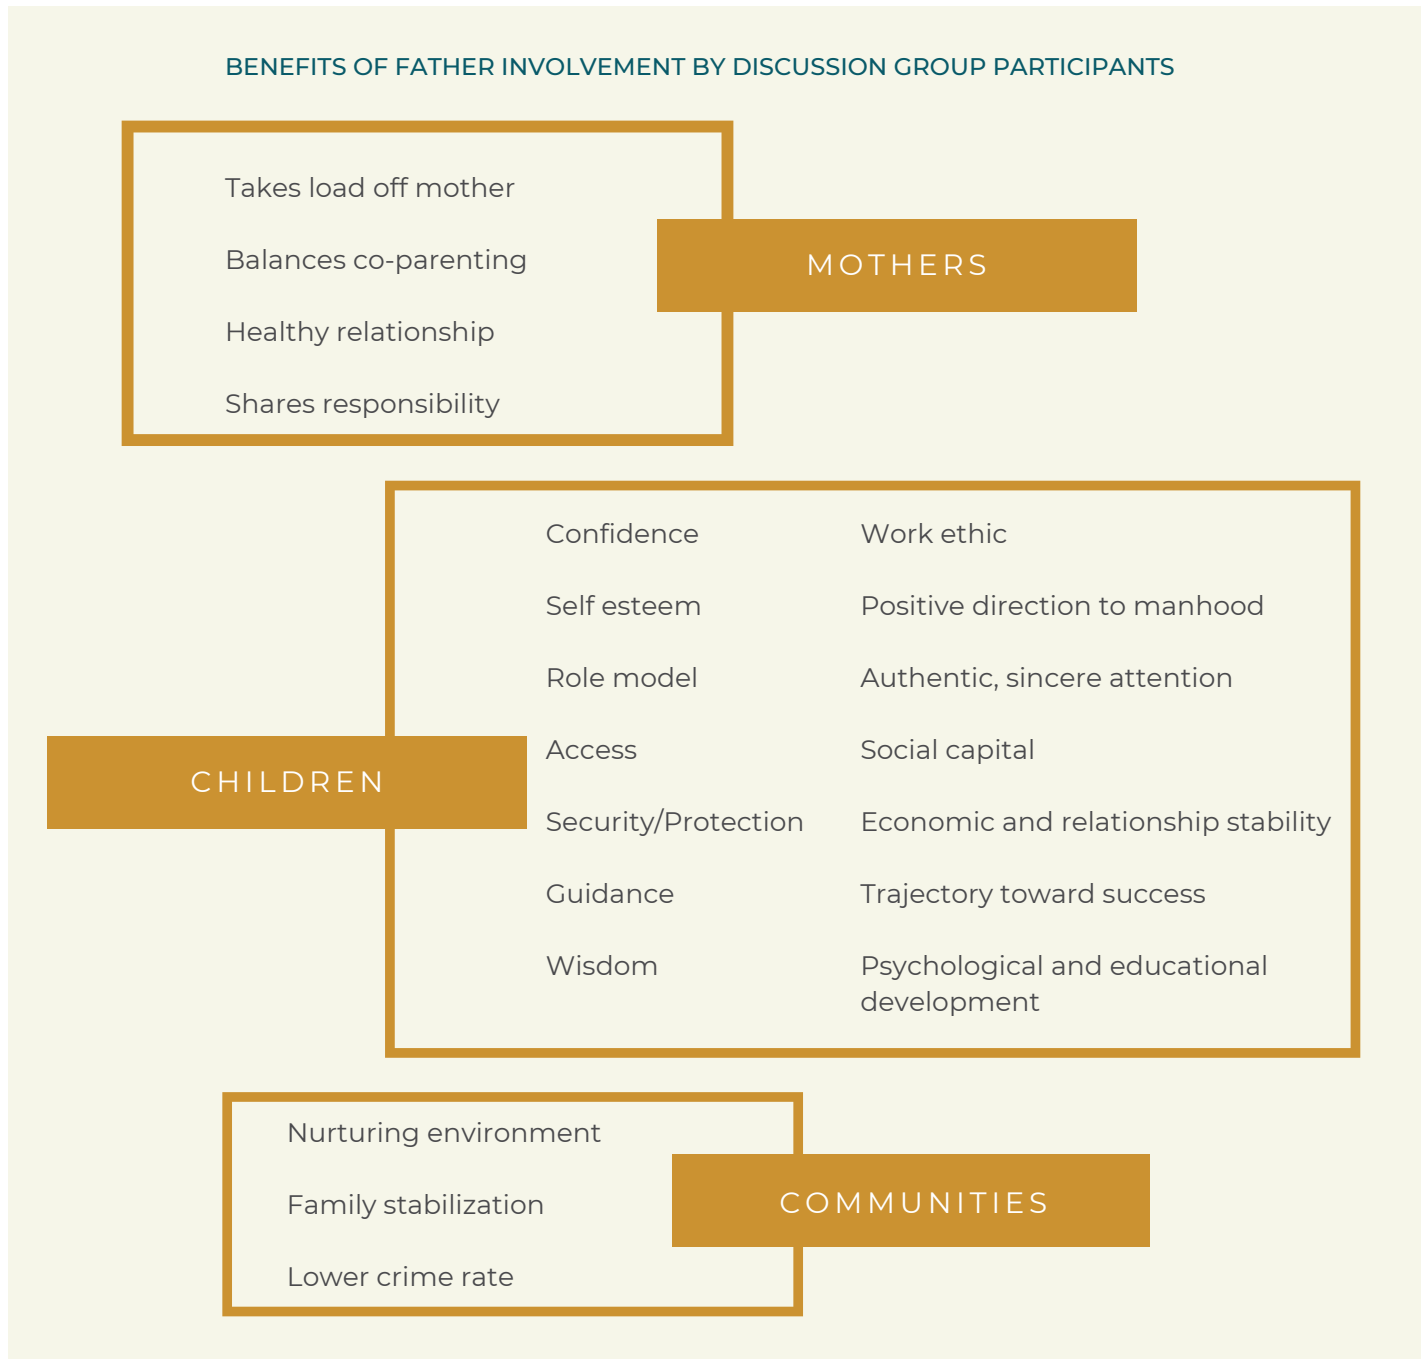 BENEFITS OF FATHER INVOLVEMENT BY DISCUSSION GROUP PARTICIPANTS
Takes load off mother
Balances co-parenting
Healthy relationship
Shares responsibility
MOTHERS
CHILDREN
Confidence
Self esteem
Role model
Access
Security/Protection
Guidance
Wisdom
Work ethic
Positive direction to manhood
Authentic, sincere attention
Social capital
Economic and relationship stability
Trajectory toward success
Psychological and educational
development
Nurturing environment
Family stabilization
Lower crime rate
COMMUNITIES